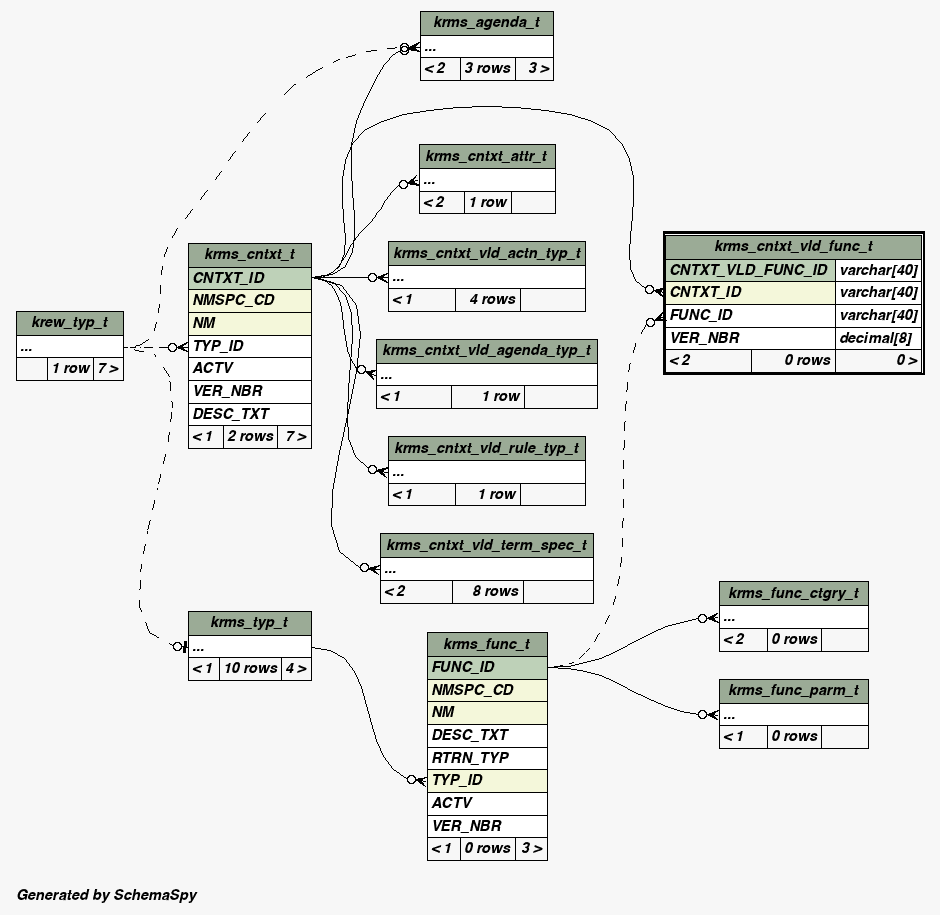 krms_agenda_t
...
< 2 3 rows 3 >
krms_cntxt_attr_t
...
< 2 1 row
krms_cntxt_t
CNTXT_ID
NMSPC_CD
NM
TYP_ID
ACTV
VER_NBR
DESC_TXT
< 1 2 rows 7 >
krms_cntxt_vld_actn_typ_t
...
< 1 4 rows
krms_cntxt_vld_func_t
CNTXT_VLD_FUNC_ID varchar[40]
CNTXT_ID varchar[40]
FUNC_ID varchar[40]
VER_NBR decimal[8]
< 2 0 rows 0 >
krew_typ_t
...
1 row 7 >
krms_cntxt_vld_agenda_typ_t
...
< 1 1 row
krms_cntxt_vld_rule_typ_t
...
< 1 1 row
krms_cntxt_vld_term_spec_t
...
< 2 8 rows
krms_typ_t
...
< 1 10 rows 4 >
krms_func_t
FUNC_ID
NMSPC_CD
NM
DESC_TXT
RTRN_TYP
TYP_ID
ACTV
VER_NBR
< 1 0 rows 3 >
krms_func_ctgry_t
...
< 2 0 rows
krms_func_parm_t
...
< 1 0 rows
Generated by SchemaSpy